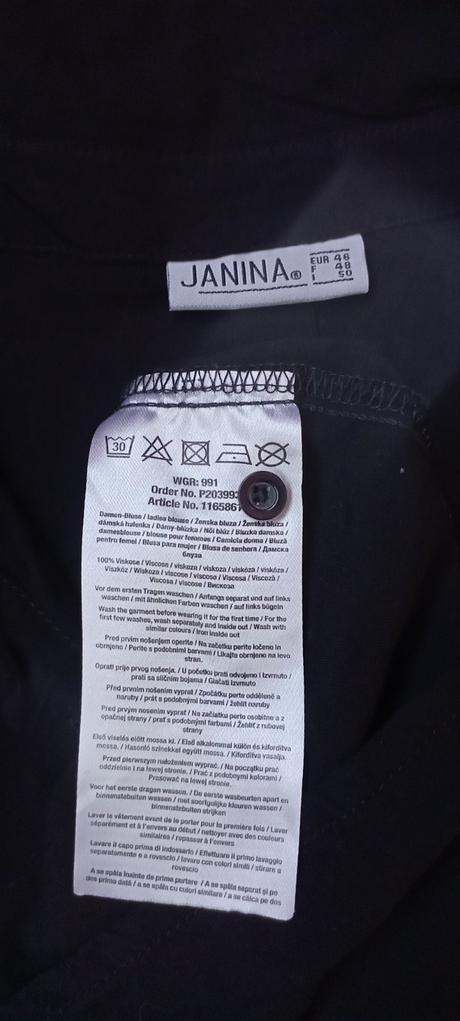 JANINA®
EUR 46
F 48
I 50
30
WGR: 991
Order No. P20399
Article No. 116586
Damen-Bluse / ladies blouse / Ženska bluza / Ženska bluza /
dámská halenka / Dámy-blúzka / Női blúz / Bluzka damska /
damesblouse / blouse pour femmes / Camicia donna / Bluză
pentru femei / Blusa para mujer / Blusa de senhora / Дамска
блуза
100% Viskose / Viscose / viskoza / viskoza / viskóza / viskóza /
Viszkóz / Wiskoza / viscose / viscose / Viscosa / Viscoză /
Viscosa / viscose / Вискоза
Vor dem ersten Tragen waschen / Anfangs separat und auf links
waschen / mit ähnlichen Farben waschen / auf links bügeln
Wash the garment before wearing it for the first time / For the
first few washes, wash separately and inside out / Wash with
similar colours / Iron inside out
Pred prvim nošenjem operite / Na začetku perite ločeno in
obrnjeno / Perite s podobnimi barvami / Likajte obrnjeno na levo
stran.
Oprati prije prvog nošenja. / U početku prati odvojeno i izvrnuto /
prati sa sličnim bojama / Glačati izvrnuto
Před prvním nošením vyprat / Zpočátku perte odděleně a
naruby / prát s podobnými barvami / žehlit naruby
Pred prvým nosením vyprať / Na začiatku perte osobitne a z
opačnej strany / prať s podobnými farbami / Žehliť z rubovej
strany
Első viselés előtt mossa ki. / Első alkalommal külön és kifordítva
mossa. / Hasonló színekkel együtt mossa. / Kifordítva vasalja.
Przed pierwszym nałożeniem wyprać. / Na początku prać
oddzielnie i na lewej stronie. / Prać z podobnymi kolorami /
Prasować na lewej stronie.
Voor het eerste dragen wassen. / De eerste wasbeurten apart en
binnenstebuiten wassen / met soortgelijke kleuren wassen /
binnenstebuiten strijken
Laver le vêtement avant de le porter pour la première fois / Laver
séparément et à l'envers au début / nettoyer avec des couleurs
similaires / repasser à l'envers
Lavare il capo prima di indossarlo / Effettuare il primo lavaggio
separatamente e a rovescio / lavare con colori simili / stirare a
rovescio
A se spăla înainte de prima purtare / A se spăla separat și pe
dos prima dată / a se spăla cu culori similare / a se călca pe dos